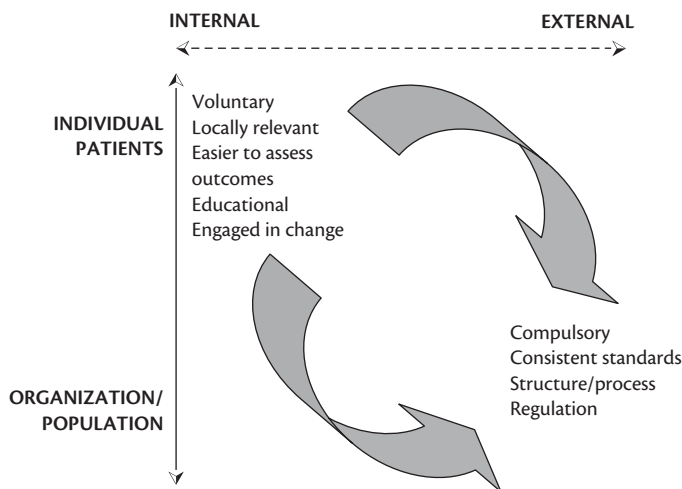 INTERNAL
EXTERNAL
INDIVIDUAL
PATIENTS
Voluntary
Locally relevant
Easier to assess
outcomes
Educational
Engaged in change
Compulsory
Consistent standards
Structure/process
Regulation
ORGANIZATION/
POPULATION